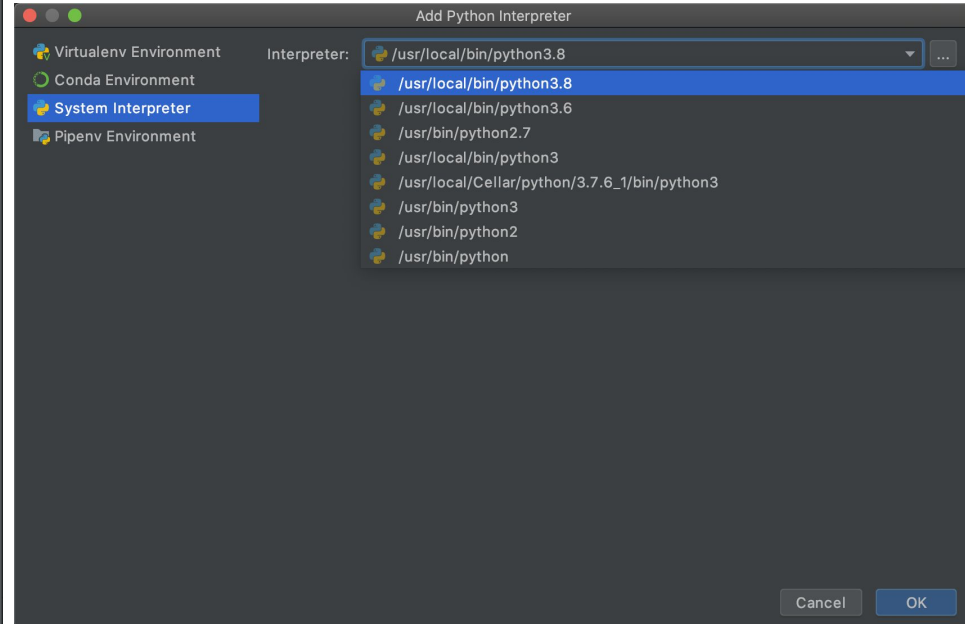 Add Python Interpreter
Virtualenv Environment
Conda Environment
System Interpreter
Pipenv Environment
Interpreter: /usr/local/bin/python3.8 ...
/usr/local/bin/python3.8
/usr/local/bin/python3.6
/usr/bin/python2.7
/usr/local/bin/python3
/usr/local/Cellar/python/3.7.6_1/bin/python3
/usr/bin/python3
/usr/bin/python2
/usr/bin/python
Cancel OK